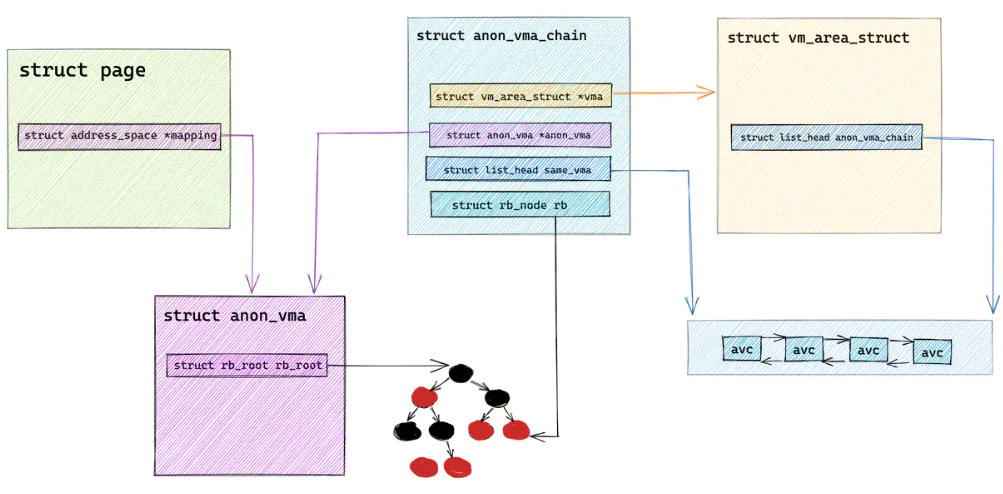 struct page
struct address_space *mapping
struct anon_vma_chain
struct vm_area_struct *vma
struct anon_vma *anon_vma
struct list_head same_vma
struct rb_node rb
struct vm_area_struct
struct list_head anon_vma_chain
struct anon_vma
struct rb_root rb_root
avc
avc
avc
avc